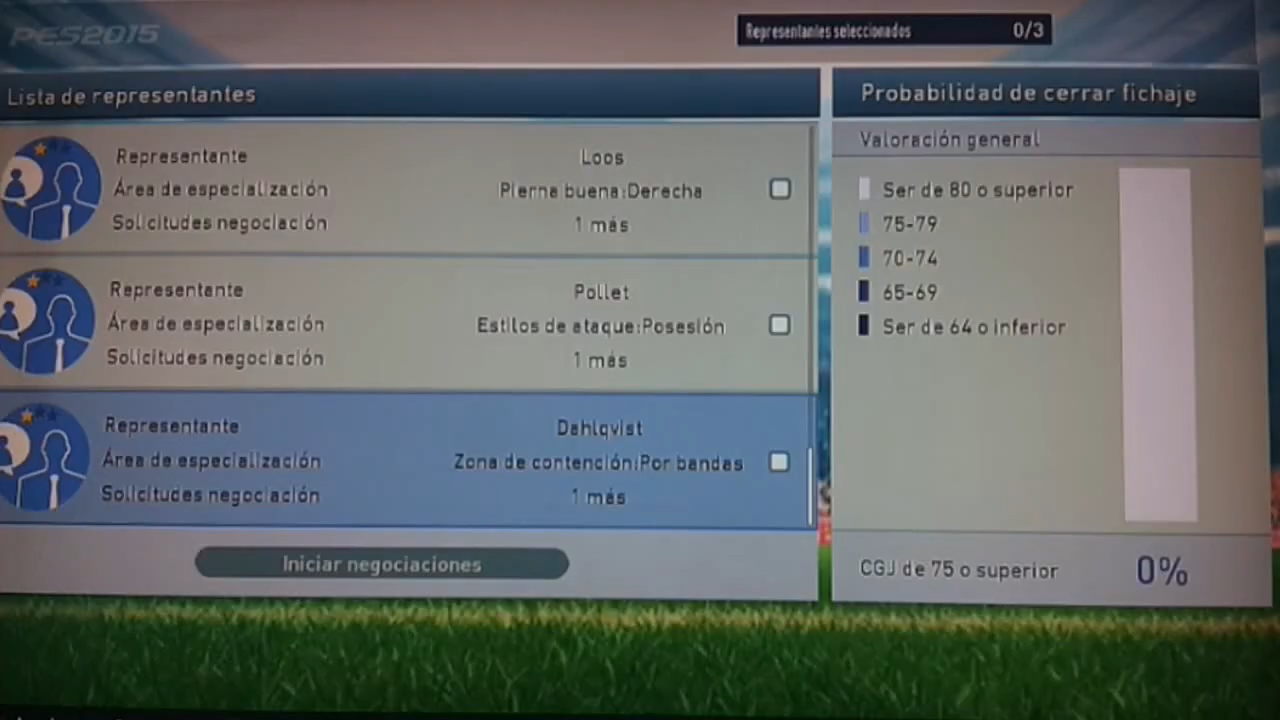 PES2015
Representantes seleccionados 0/3
Lista de representantes
Representante Loos
Área de especialización Pierna buena:Derecha
Solicitudes negociación 1 más
Representante Pollet
Área de especialización Estilos de ataque:Posesión
Solicitudes negociación 1 más
Representante Dahlqvist
Área de especialización Zona de contención:Por bandas
Solicitudes negociación 1 más
Iniciar negociaciones
Probabilidad de cerrar fichaje
Valoración general
Ser de 80 o superior
75-79
70-74
65-69
Ser de 64 o inferior
CGJ de 75 o superior 0%